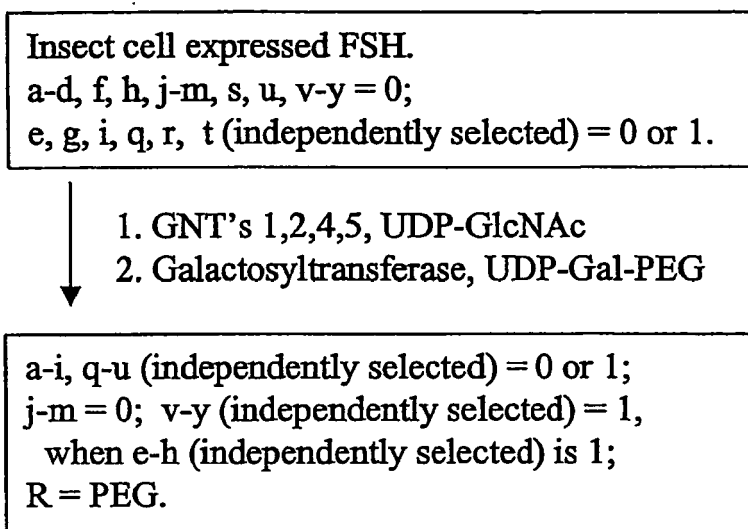 Insect cell expressed FSH.
a-d, f, h, j-m, s, u, v-y = 0;
e, g, i, q, r, t (independently selected) = 0 or 1.
1. GNT's 1,2,4,5, UDP-GlcNAc
2. Galactosyltransferase, UDP-Gal-PEG
a-i, q-u (independently selected) = 0 or 1;
j-m = 0; v-y (independently selected) = 1,
when e-h (independently selected) is 1;
R = PEG.